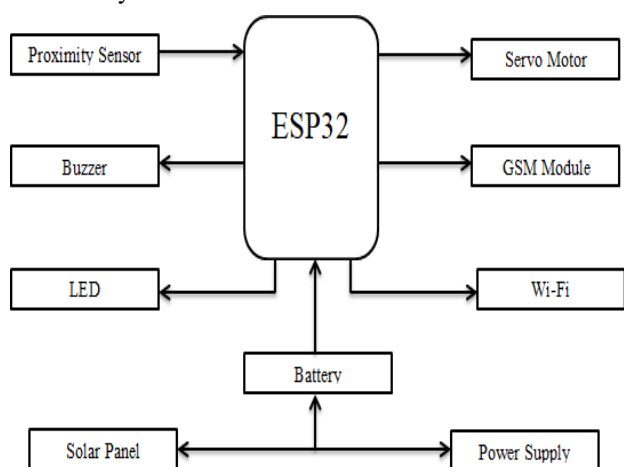 Proximity Sensor
Servo Motor
ESP32
Buzzer
GSM Module
LED
Wi-Fi
Battery
Solar Panel
Power Supply